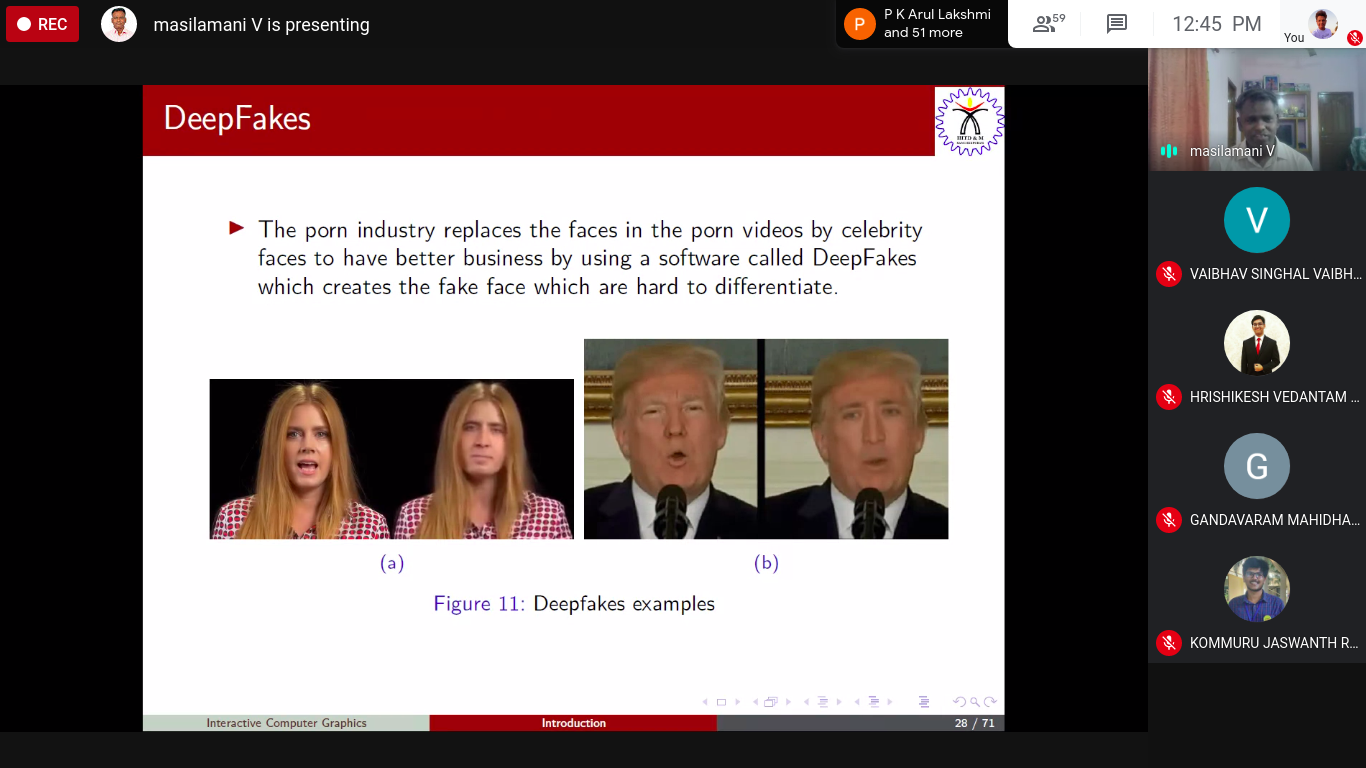 REC
masilamani V is presenting
P
P K Arul Lakshmi
and 51 more
59
12:45 PM
You
DeepFakes
IIITD & M
masilamani V
The porn industry replaces the faces in the porn videos by celebrity
faces to have better business by using a software called DeepFakes
which creates the fake face which are hard to differentiate.
(a)
(b)
Figure 11: Deepfakes examples
V
VAIBHAV SINGHAL VAIBH...
HRISHIKESH VEDANTAM ...
G
GANDAVARAM MAHIDHA...
KOMMURU JASWANTH R...
Interactive Computer Graphics
Introduction
28 / 71